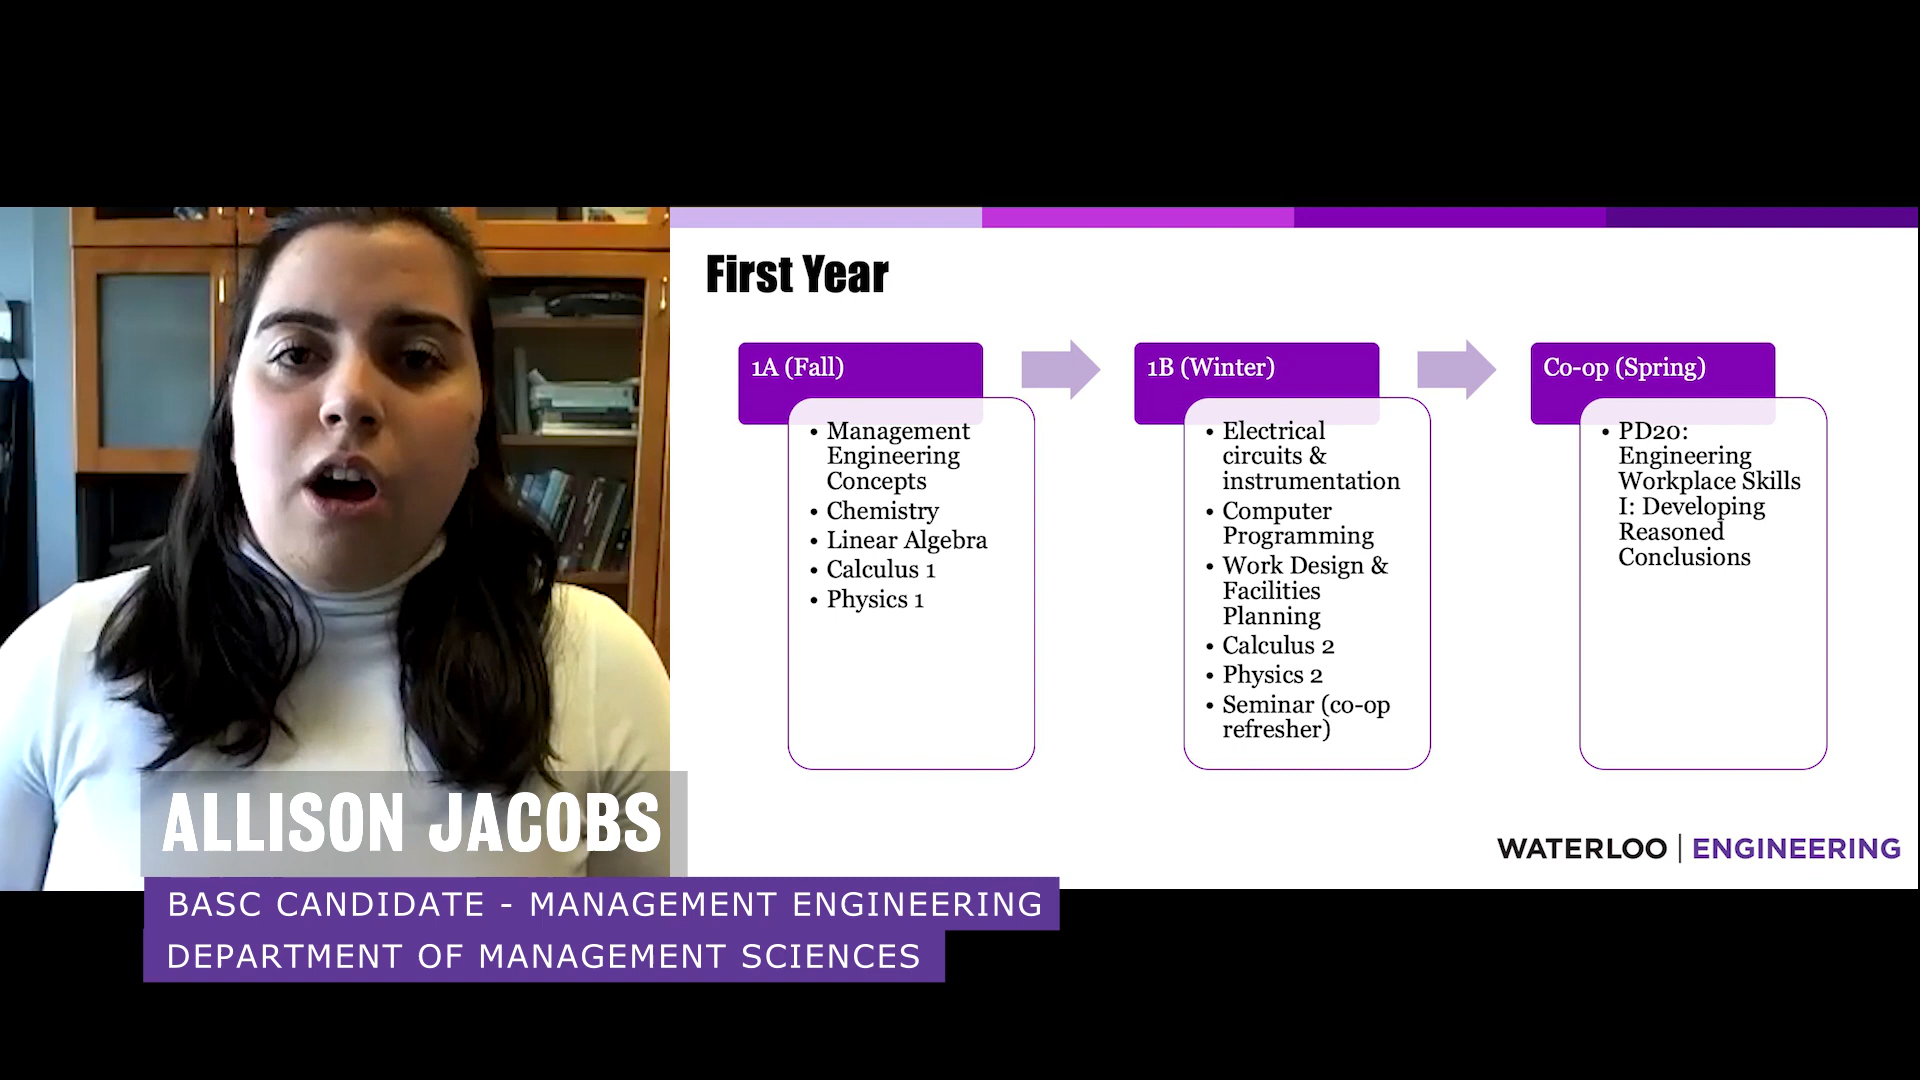 First Year
1A (Fall)
• Management
Engineering
Concepts
• Chemistry
• Linear Algebra
• Calculus 1
• Physics 1
1B (Winter)
• Electrical
circuits &
instrumentation
• Computer
Programming
• Work Design &
Facilities
Planning
• Calculus 2
• Physics 2
• Seminar (co-op
refresher)
Co-op (Spring)
• PD20:
Engineering
Workplace Skills
I: Developing
Reasoned
Conclusions
WATERLOO | ENGINEERING
ALLISON JACOBS
BASC CANDIDATE - MANAGEMENT ENGINEERING
DEPARTMENT OF MANAGEMENT SCIENCES